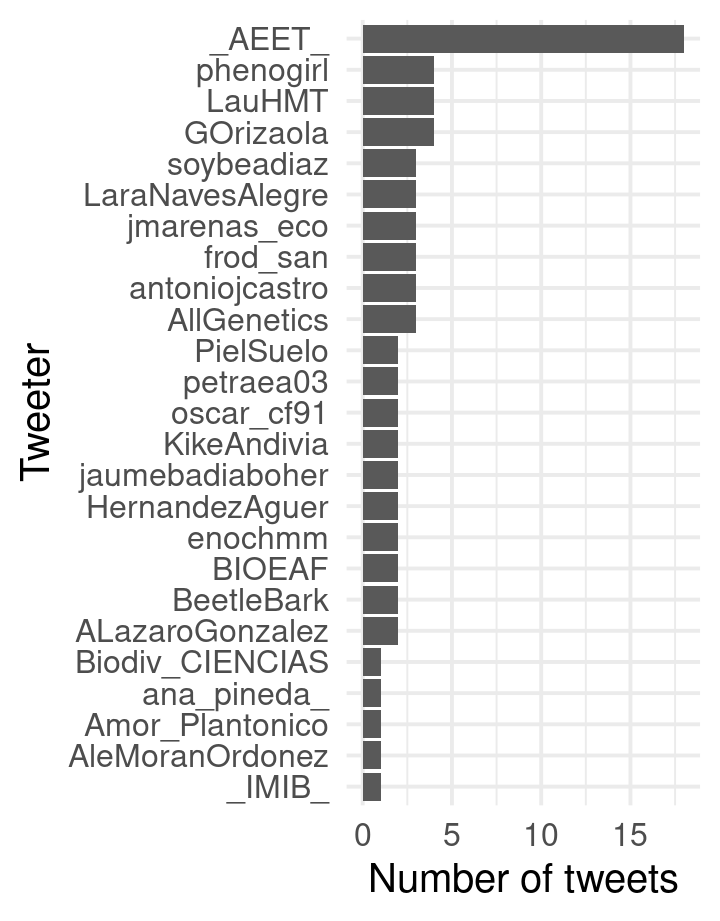 _AEET_
phenogirl
LauHMT
GOrizaola
soybeadiaz
LaraNavesAlegre
jmarenas_eco
frod_san
antoniojcastro
AllGenetics
PielSuelo
petraea03
oscar_cf91
KikeAndivia
jaumebadiaboher
HernandezAguer
enochmm
BIOEAF
BeetleBark
ALazaroGonzalez
Biodiv_CIENCIAS
ana_pineda_
Amor_Plantonico
AleMoranOrdonez
_IMIB_
Tweeter
0 5 10 15
Number of tweets